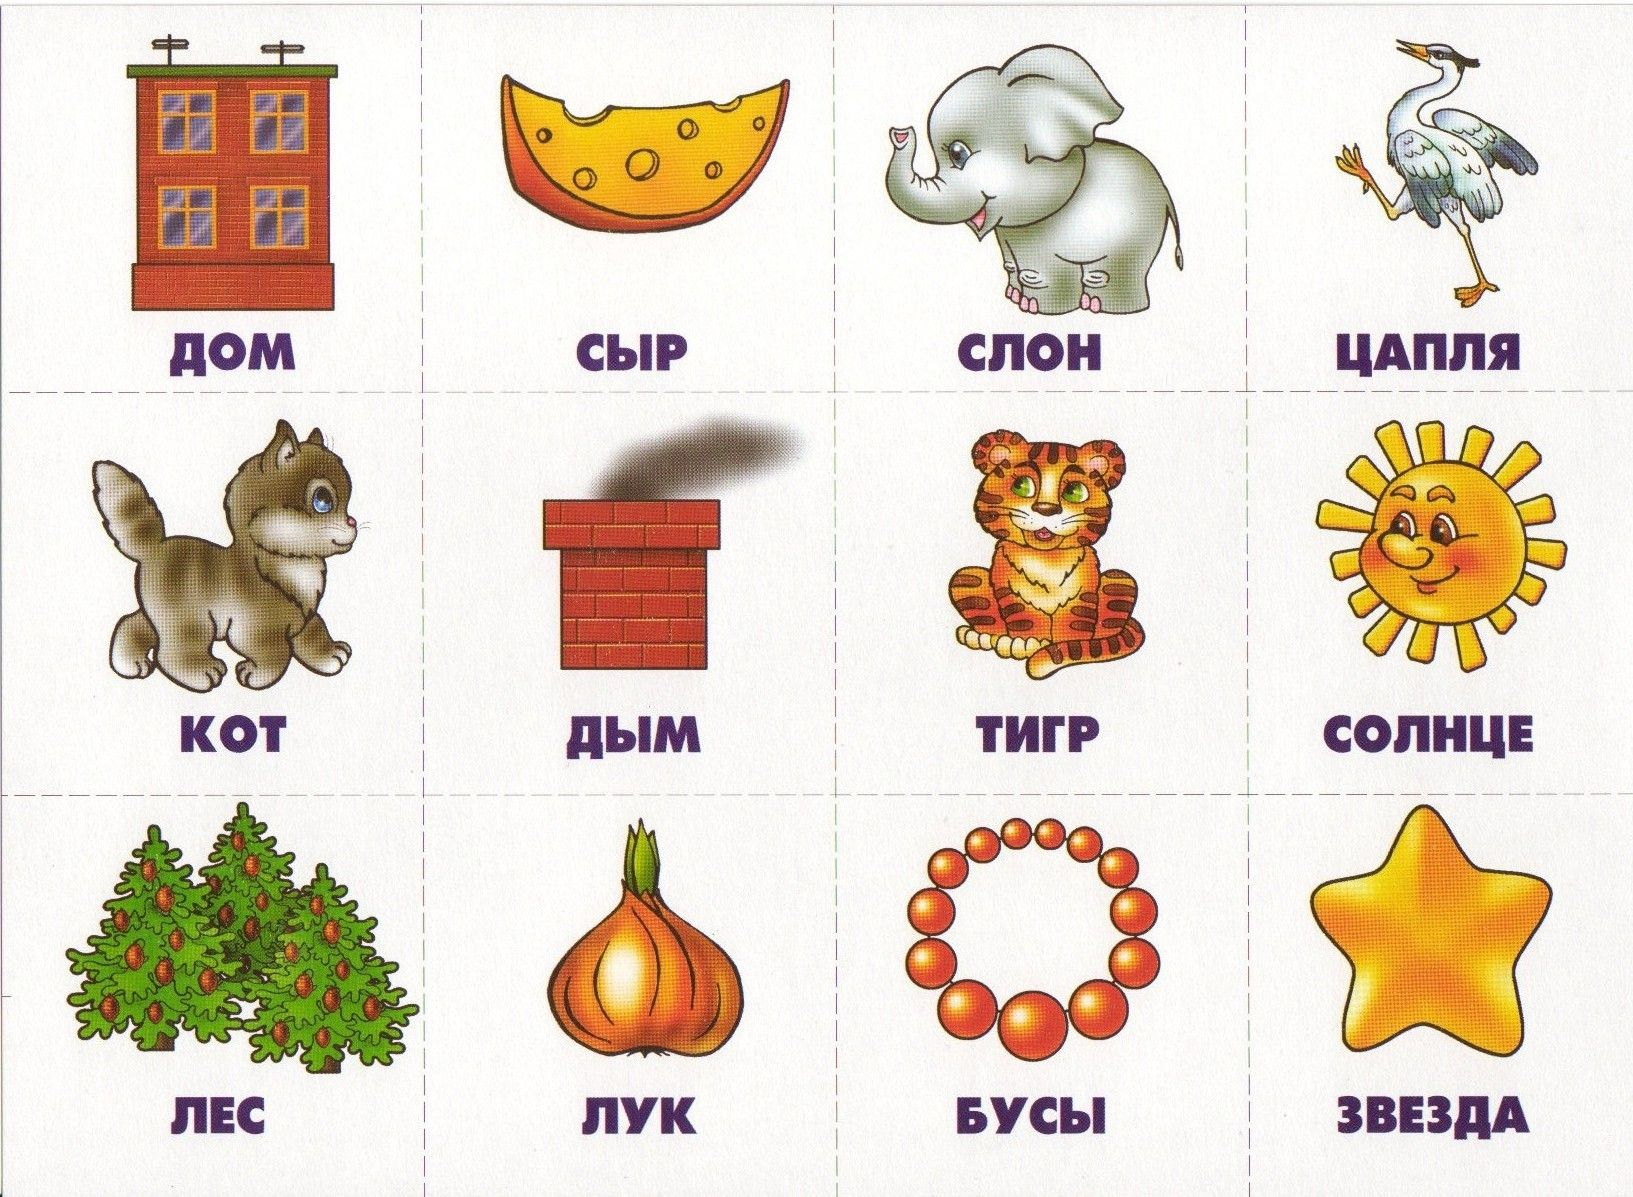 ДОМ
СЫР
СЛОН
ЦАПЛЯ
КОТ
ДЫМ
ТИГР
СОЛНЦЕ
ЛЕС
ЛУК
БУСЫ
ЗВЕЗДА